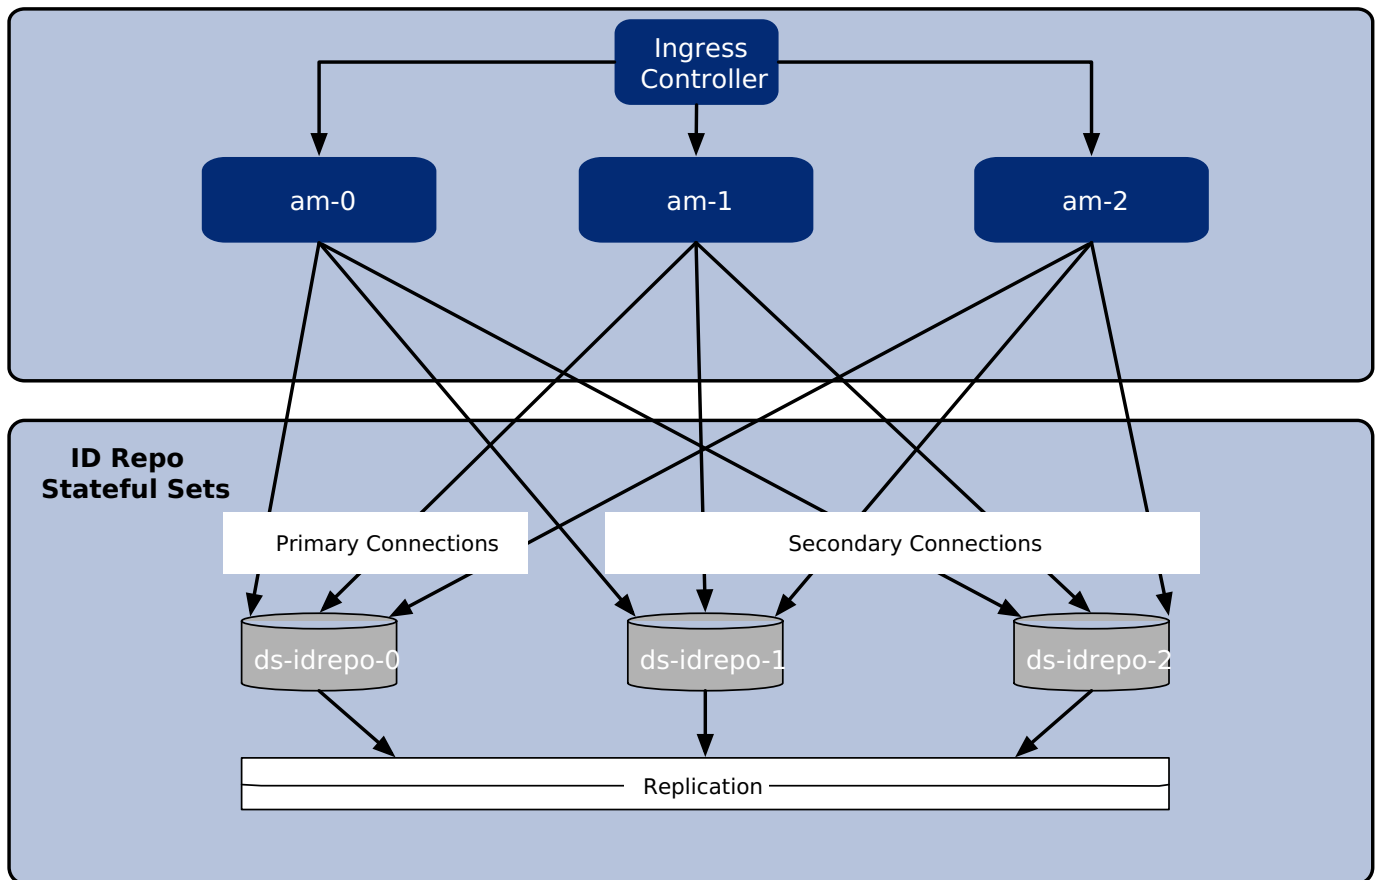 Ingress
Controller
am-0
am-1
am-2
ID Repo
Stateful Sets
Primary Connections
Secondary Connections
ds-idrepo-0
ds-idrepo-1
ds-idrepo-2
Replication